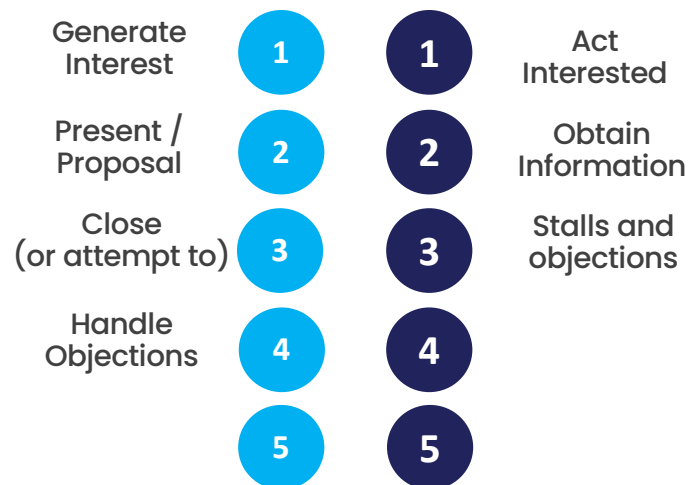 Generate
Interest
1
1
Act
Interested
Present /
Proposal
2
2
Obtain
Information
Close
(or attempt to)
3
3
Stalls and
objections
Handle
Objections
4
4
5
5